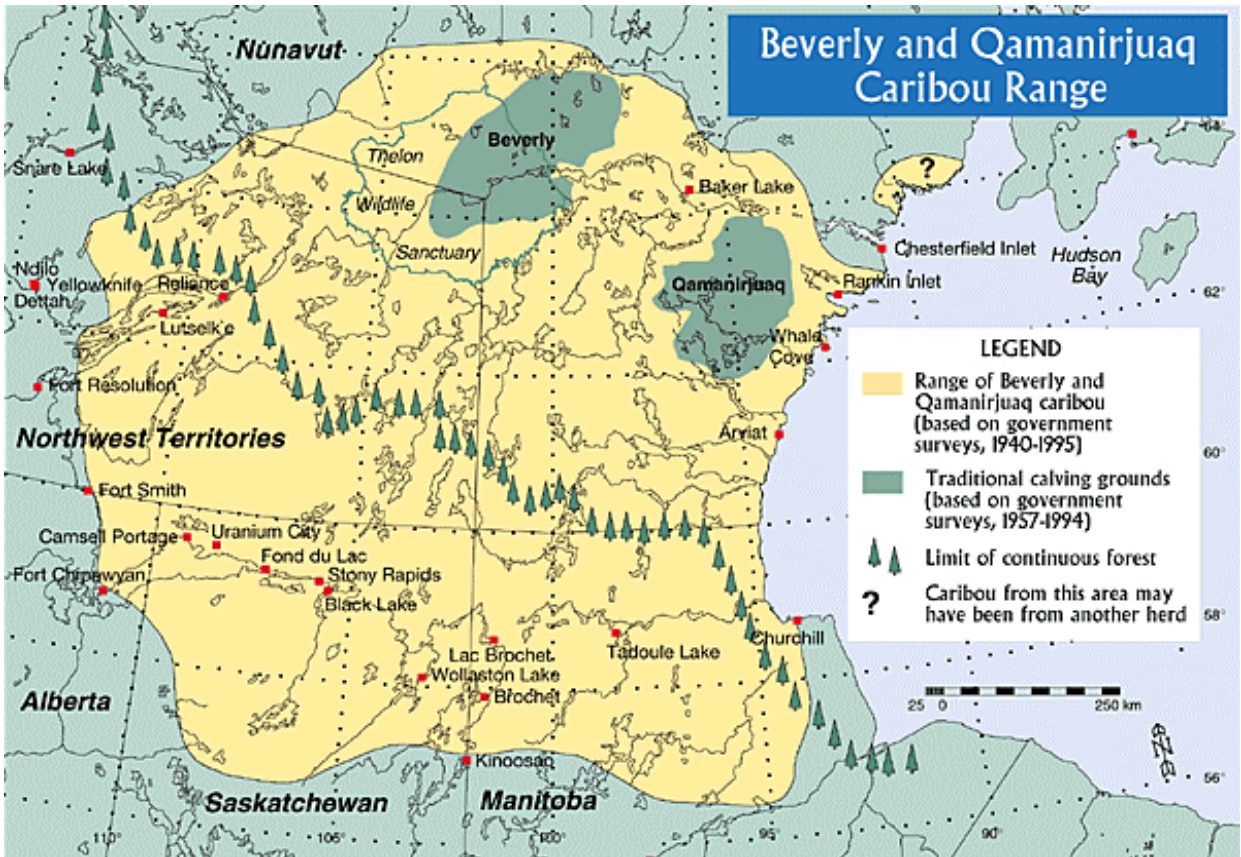 Beverly and Qamanirjuaq
Caribou Range
Nunavut
64°
Snare Lake
Thelon
Beverly
?
Baker Lake
Wildlife
Sanctuary
Chesterfield Inlet
Hudson
Bay
Ndilo
Yellowknife
Dettah
Reliance
Qamanirjuaq
Rankin Inlet
62°
Lutselk'e
Whale
Cove
Fort Resolution
Northwest Territories
Arviat
60°
Fort Smith
Camsell Portage
Uranium City
Fond du Lac
Stony Rapids
Fort Chipewyan
Black Lake
58°
Churchill
Lac Brochet
Tadoule Lake
Wollaston Lake
Brochet
Alberta
Kinoosao
Saskatchewan
Manitoba
56°
110°
105°
100°
95°
90°
LEGEND
Range of Beverly and
Qamanirjuaq caribou
(based on government
surveys, 1940-1995)
Traditional calving grounds
(based on government
surveys, 1957-1994)
Limit of continuous forest
?
Caribou from this area may
have been from another herd
25 0 250 km